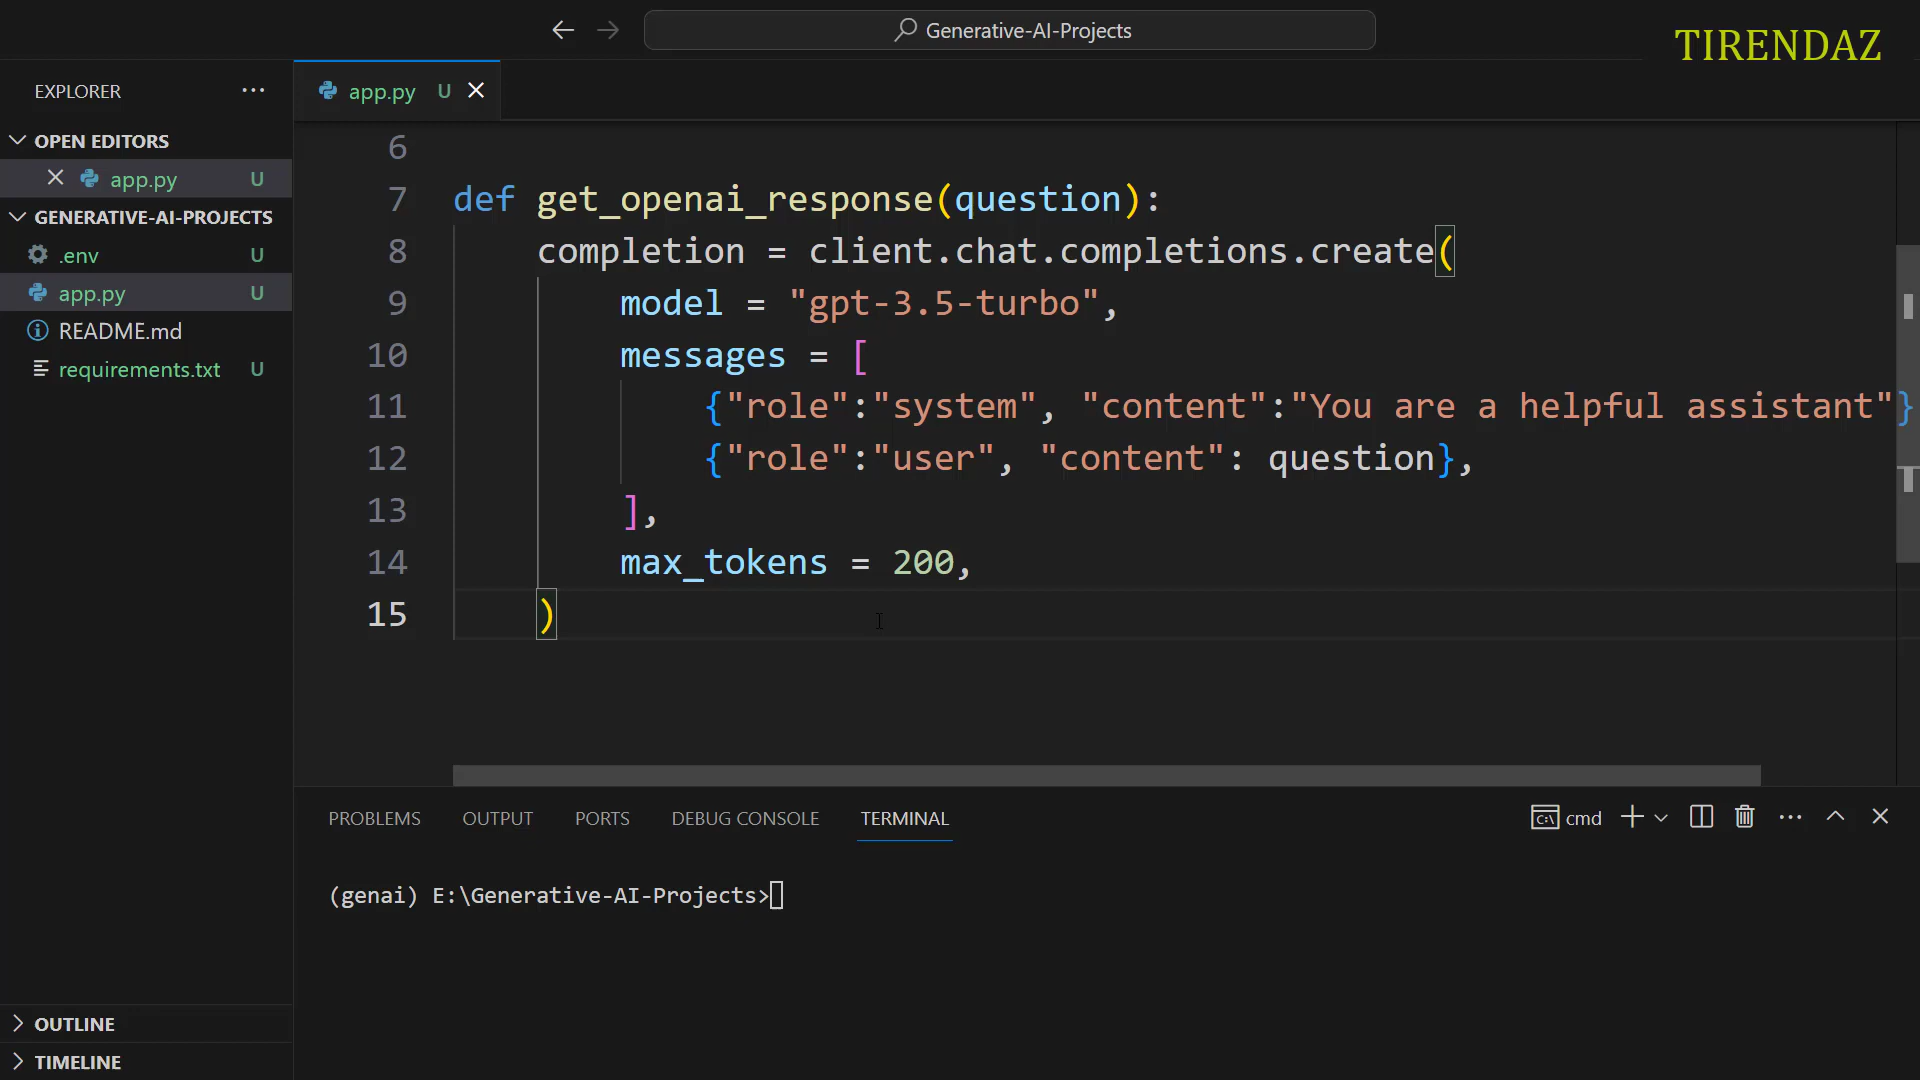 Generative-AI-Projects
TIRENDAZ
EXPLORER
app.py U
OPEN EDITORS
app.py U
GENERATIVE-AI-PROJECTS
.env U
app.py U
README.md
requirements.txt U
6
7 def get_openai_response(question):
8 completion = client.chat.completions.create(
9 model = "gpt-3.5-turbo",
10 messages = [
11 {"role":"system", "content":"You are a helpful assistant"}
12 {"role":"user", "content": question},
13 ],
14 max_tokens = 200,
15 )
PROBLEMS OUTPUT PORTS DEBUG CONSOLE TERMINAL cmd
(genai) E:\Generative-AI-Projects>
OUTLINE
TIMELINE